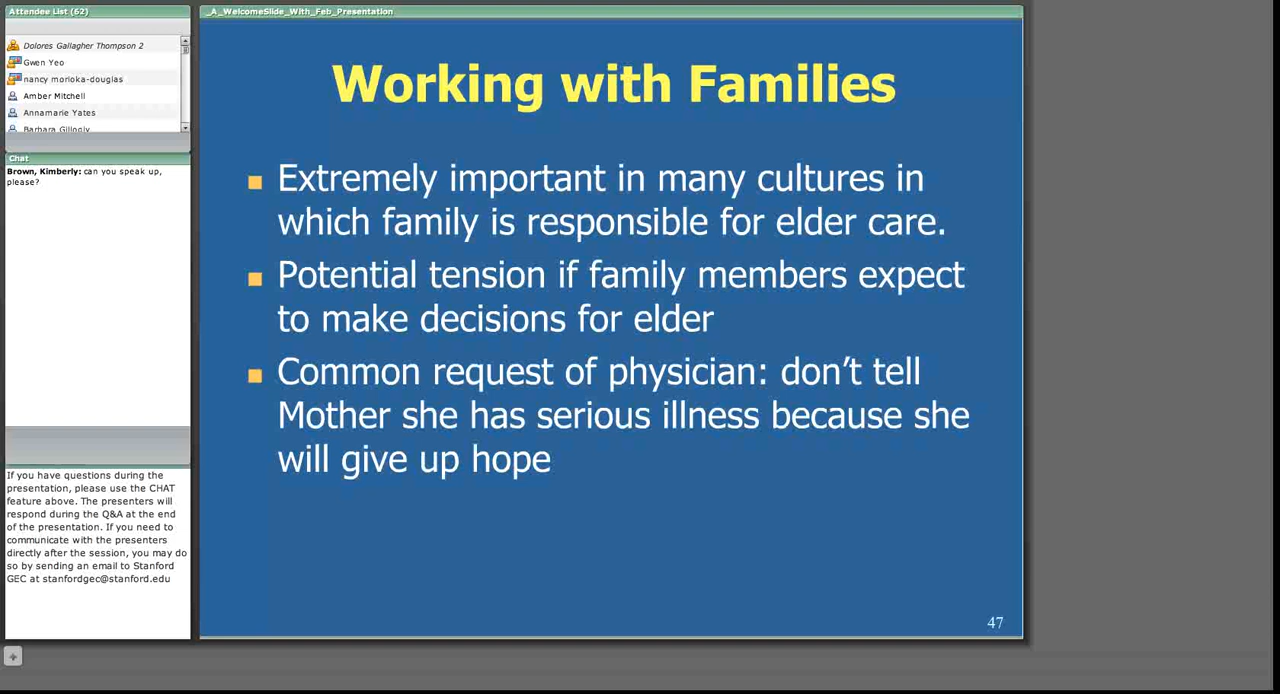 Attendee List (62)
Dolores Gallagher Thompson 2
Gwen Yeo
nancy morioka-douglas
Amber Mitchell
Annamarie Yates
Barbara Gillogly
Chat
Brown, Kimberly: can you speak up,
please?
If you have questions during the
presentation, please use the CHAT
feature above. The presenters will
respond during the Q&A at the end
of the presentation. If you need to
communicate with the presenters
directly after the session, you may do
so by sending an email to Stanford
GEC at stanfordgec@stanford.edu
_A_WelcomeSlide_With_Feb_Presentation
Working with Families
Extremely important in many cultures in
which family is responsible for elder care.
Potential tension if family members expect
to make decisions for elder
Common request of physician: don’t tell
Mother she has serious illness because she
will give up hope
47